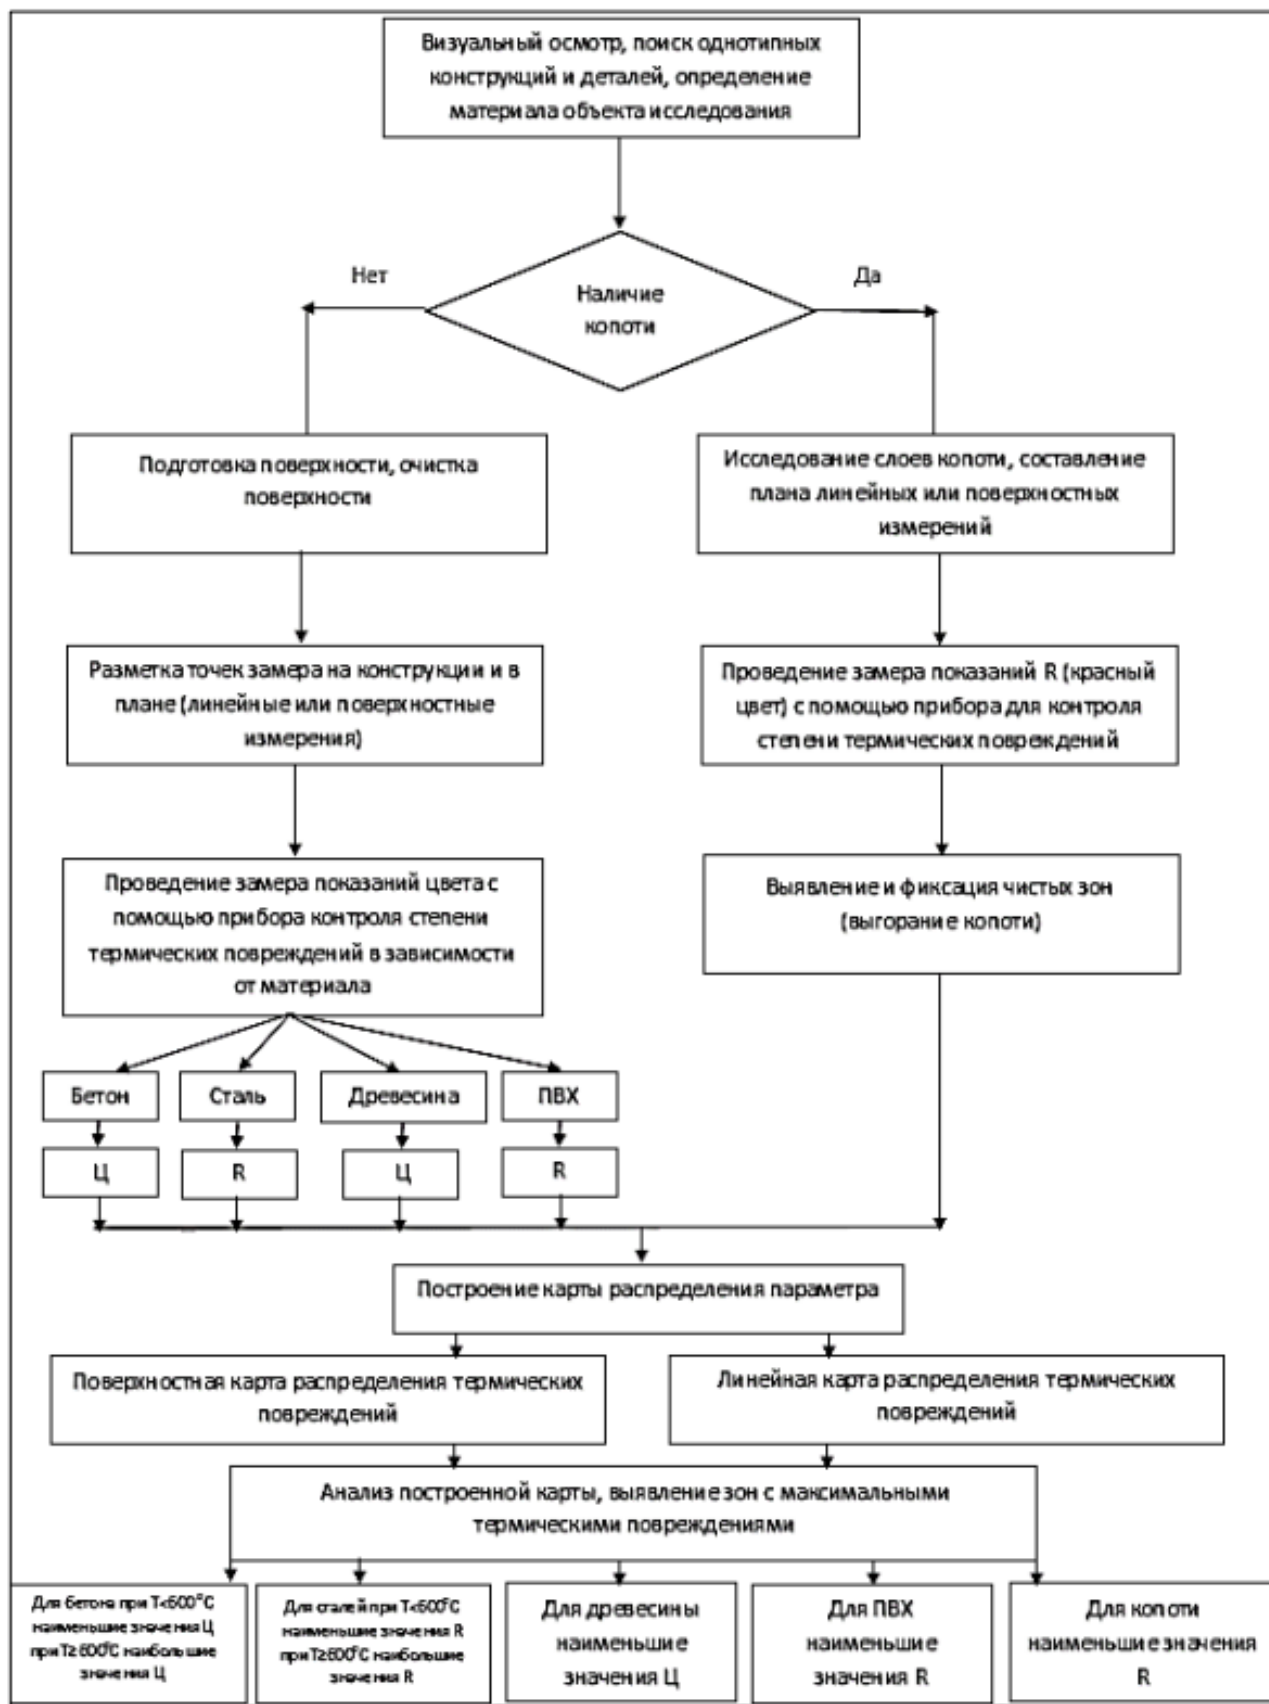 Визуальный осмотр, поиск однотипных
конструкций и деталей, определение
материала объекта исследования
Нет
Да
Наличие
копоти
Подготовка поверхности, очистка
поверхности
Исследование слоев копоти, составление
плана линейных или поверхностных
измерений
Разметка точек замера на конструкции и в
плане (линейные или поверхностные
измерения)
Проведение замера показаний R (красный
цвет) с помощью прибора для контроля
степени термических повреждений
Проведение замера показаний цвета с
помощью прибора контроля степени
термических повреждений в зависимости
от материала
Выявление и фиксация чистых зон
(выгорание копоти)
Бетон
Сталь
Древесина
ПВХ
Ц
R
Ц
R
Построение карты распределения параметра
Поверхностная карта распределения термических
повреждений
Линейная карта распределения термических
повреждений
Анализ построенной карты, выявление зон с максимальными
термическими повреждениями
Для бетона при T<600°C
наименьшие значения Ц
при T≥600°C наибольшие
значения Ц
Для сталей при T<600°C
наименьшие значения R
при T≥600°C наибольшие
значения R
Для древесины
наименьшие
значения Ц
Для ПВХ
наименьшие
значения R
Для копоти
наименьшие значения
R